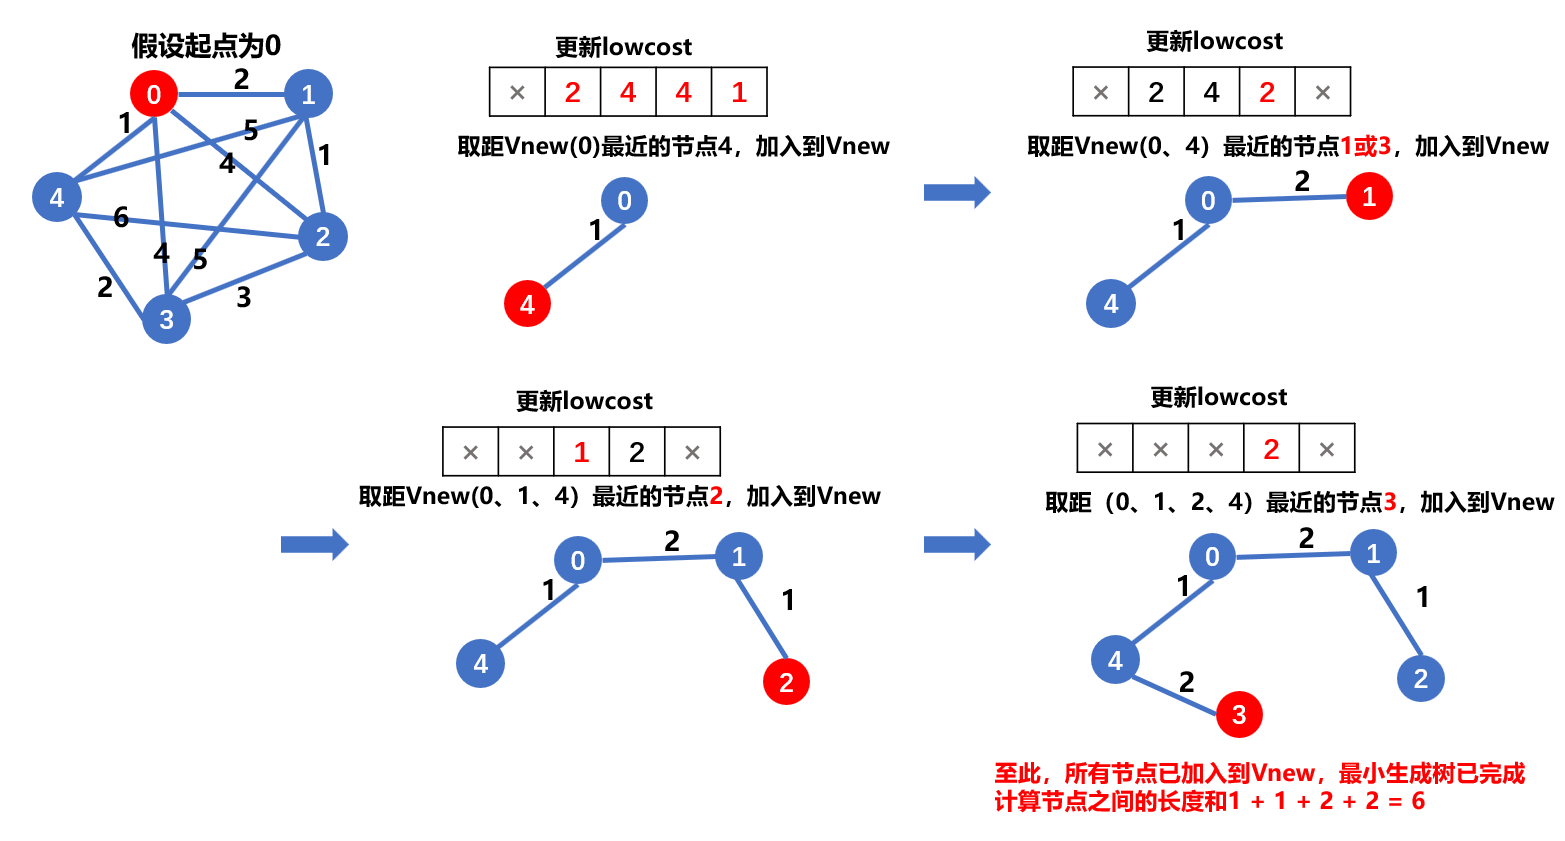 假设起点为0
0
2
1
1
5
4
1
4
6
4
5
2
2
3
3
更新lowcost
× 2 4 4 1
取距Vnew(0)最近的节点4，加入到Vnew
0
1
4
更新lowcost
× 2 4 2 ×
取距Vnew(0、4）最近的节点1或3，加入到Vnew
0
2
1
1
4
更新lowcost
× × 1 2 ×
取距Vnew(0、1、4）最近的节点2，加入到Vnew
0
2
1
1
1
4
2
更新lowcost
× × × 2 ×
取距（0、1、2、4）最近的节点3，加入到Vnew
0
2
1
1
1
4
2
2
3
至此，所有节点已加入到Vnew，最小生成树已完成
计算节点之间的长度和1 + 1 + 2 + 2 = 6